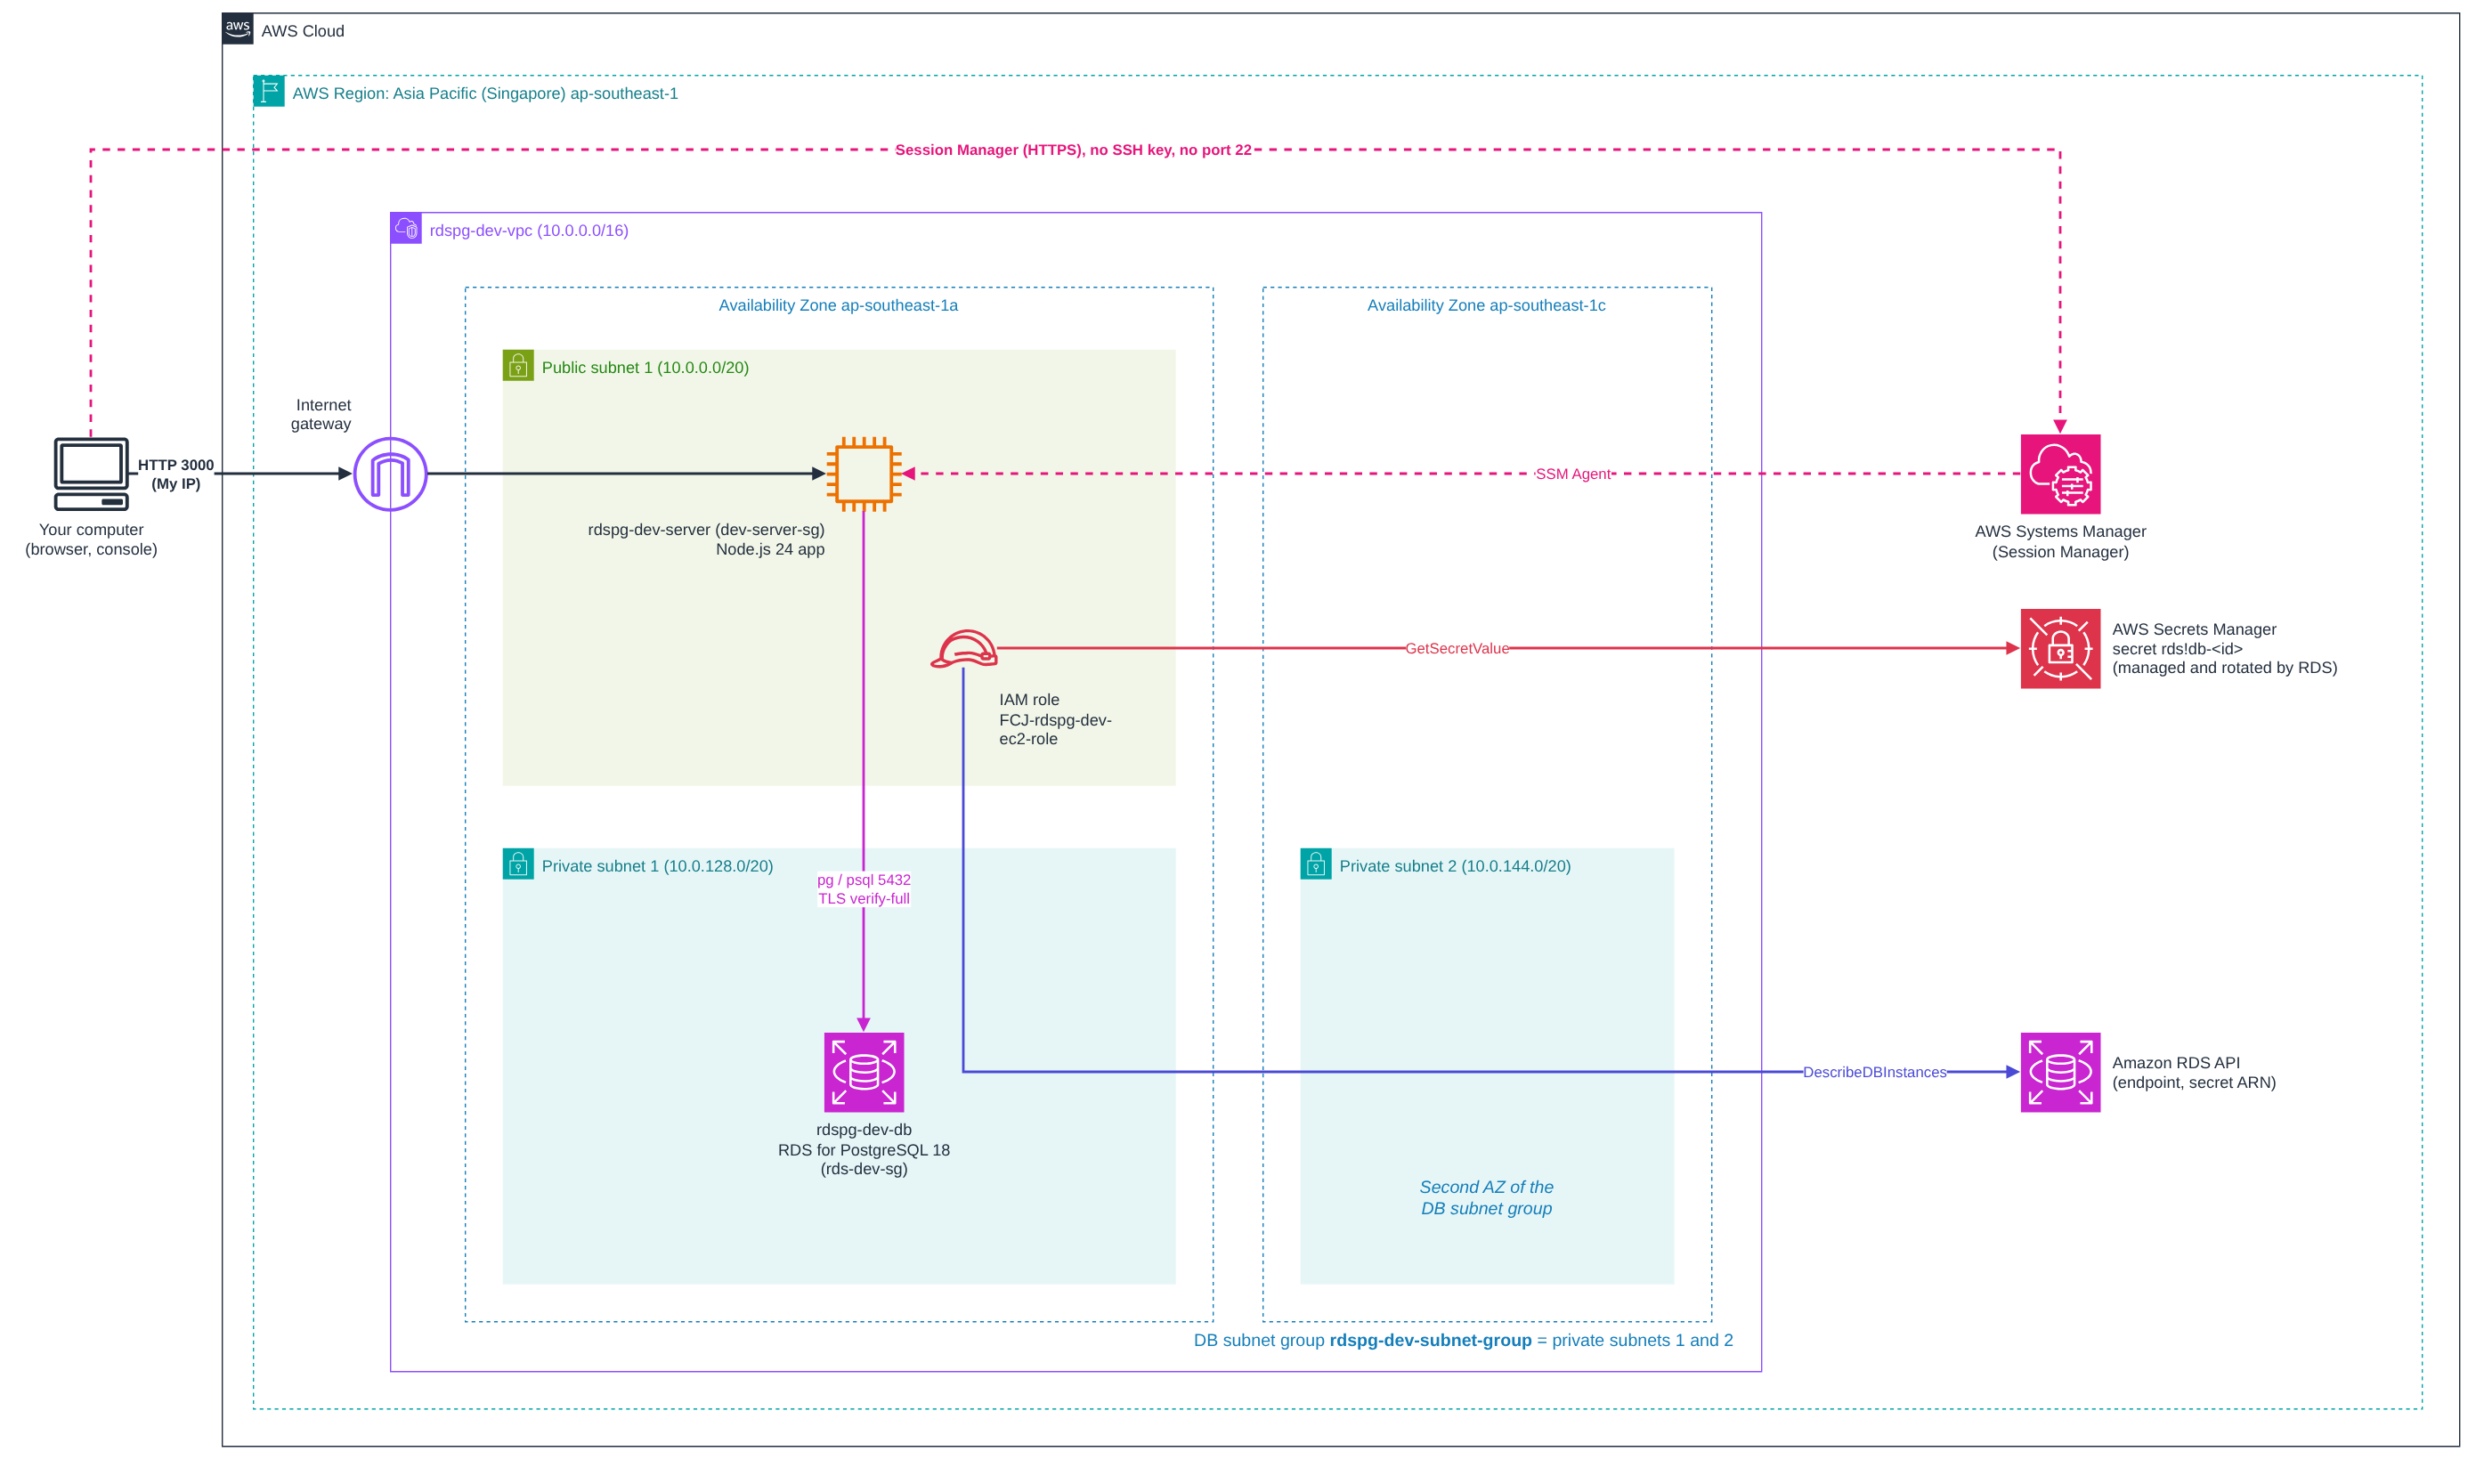 aws
AWS Cloud
AWS Region: Asia Pacific (Singapore) ap-southeast-1
Session Manager (HTTPS), no SSH key, no port 22
rdspg-dev-vpc (10.0.0.0/16)
Availability Zone ap-southeast-1a
Availability Zone ap-southeast-1c
Public subnet 1 (10.0.0.0/20)
Internet
gateway
HTTP 3000
(My IP)
Your computer
(browser, console)
rdspg-dev-server (dev-server-sg)
Node.js 24 app
SSM Agent
AWS Systems Manager
(Session Manager)
IAM role
FCJ-rdspg-dev-
ec2-role
GetSecretValue
AWS Secrets Manager
secret rds!db-<id>
(managed and rotated by RDS)
Private subnet 1 (10.0.128.0/20)
pg / psql 5432
TLS verify-full
Private subnet 2 (10.0.144.0/20)
rdspg-dev-db
RDS for PostgreSQL 18
(rds-dev-sg)
DescribeDBInstances
Amazon RDS API
(endpoint, secret ARN)
Second AZ of the
DB subnet group
DB subnet group rdspg-dev-subnet-group = private subnets 1 and 2